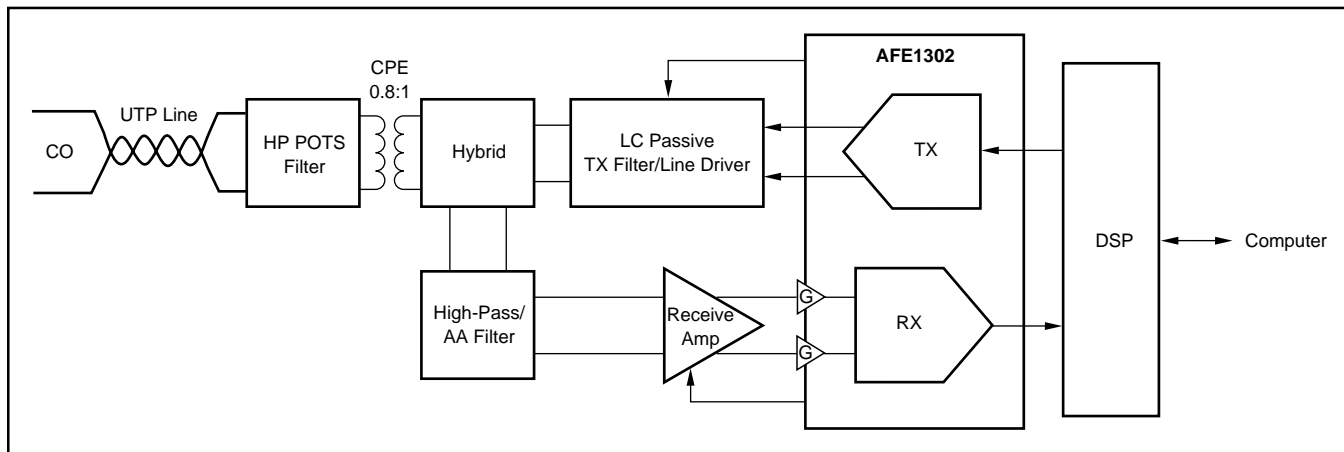 CO
UTP Line
HP POTS
Filter
CPE
0.8:1
Hybrid
LC Passive
TX Filter/Line Driver
AFE1302
TX
DSP
Computer
High-Pass/
AA Filter
Receive
Amp
G
G
RX